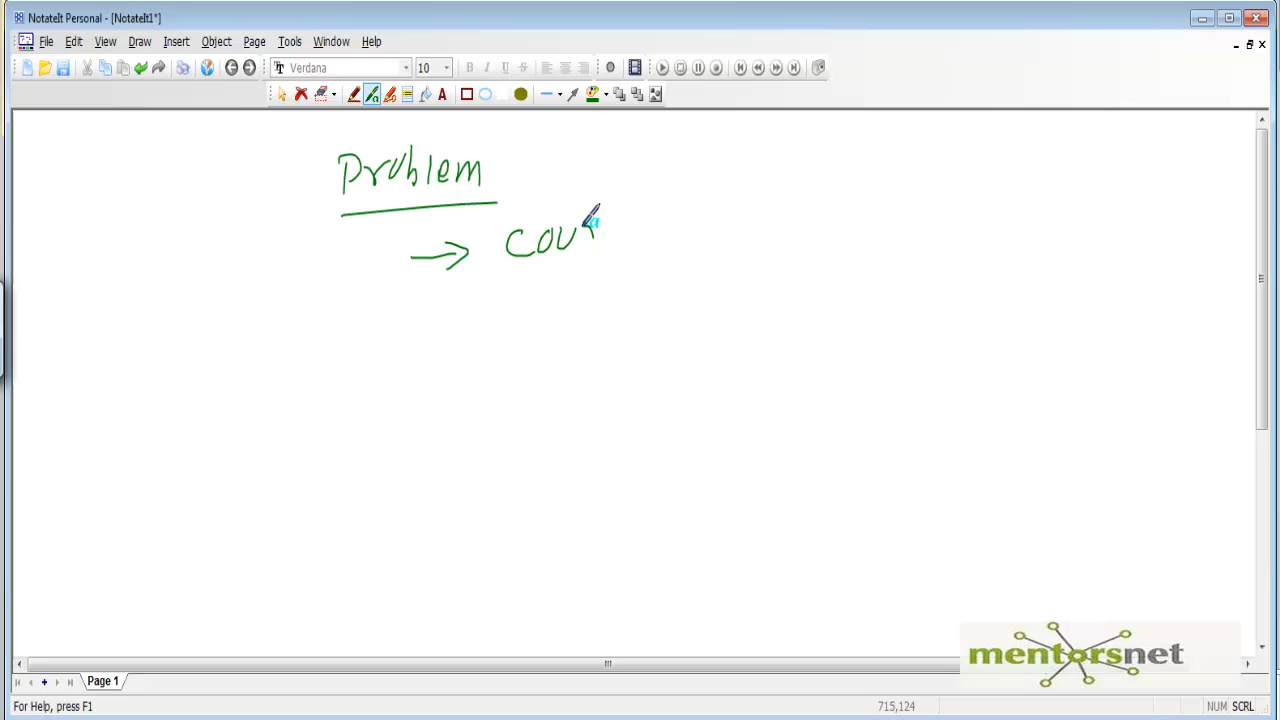 NotateIt Personal - [NotateIt1*]
File Edit View Draw Insert Object Page Tools Window Help
Verdana 10 B I U S
A
Problem
→ COU
mentorsnet
Page 1
For Help, press F1 715,124 NUM SCRL